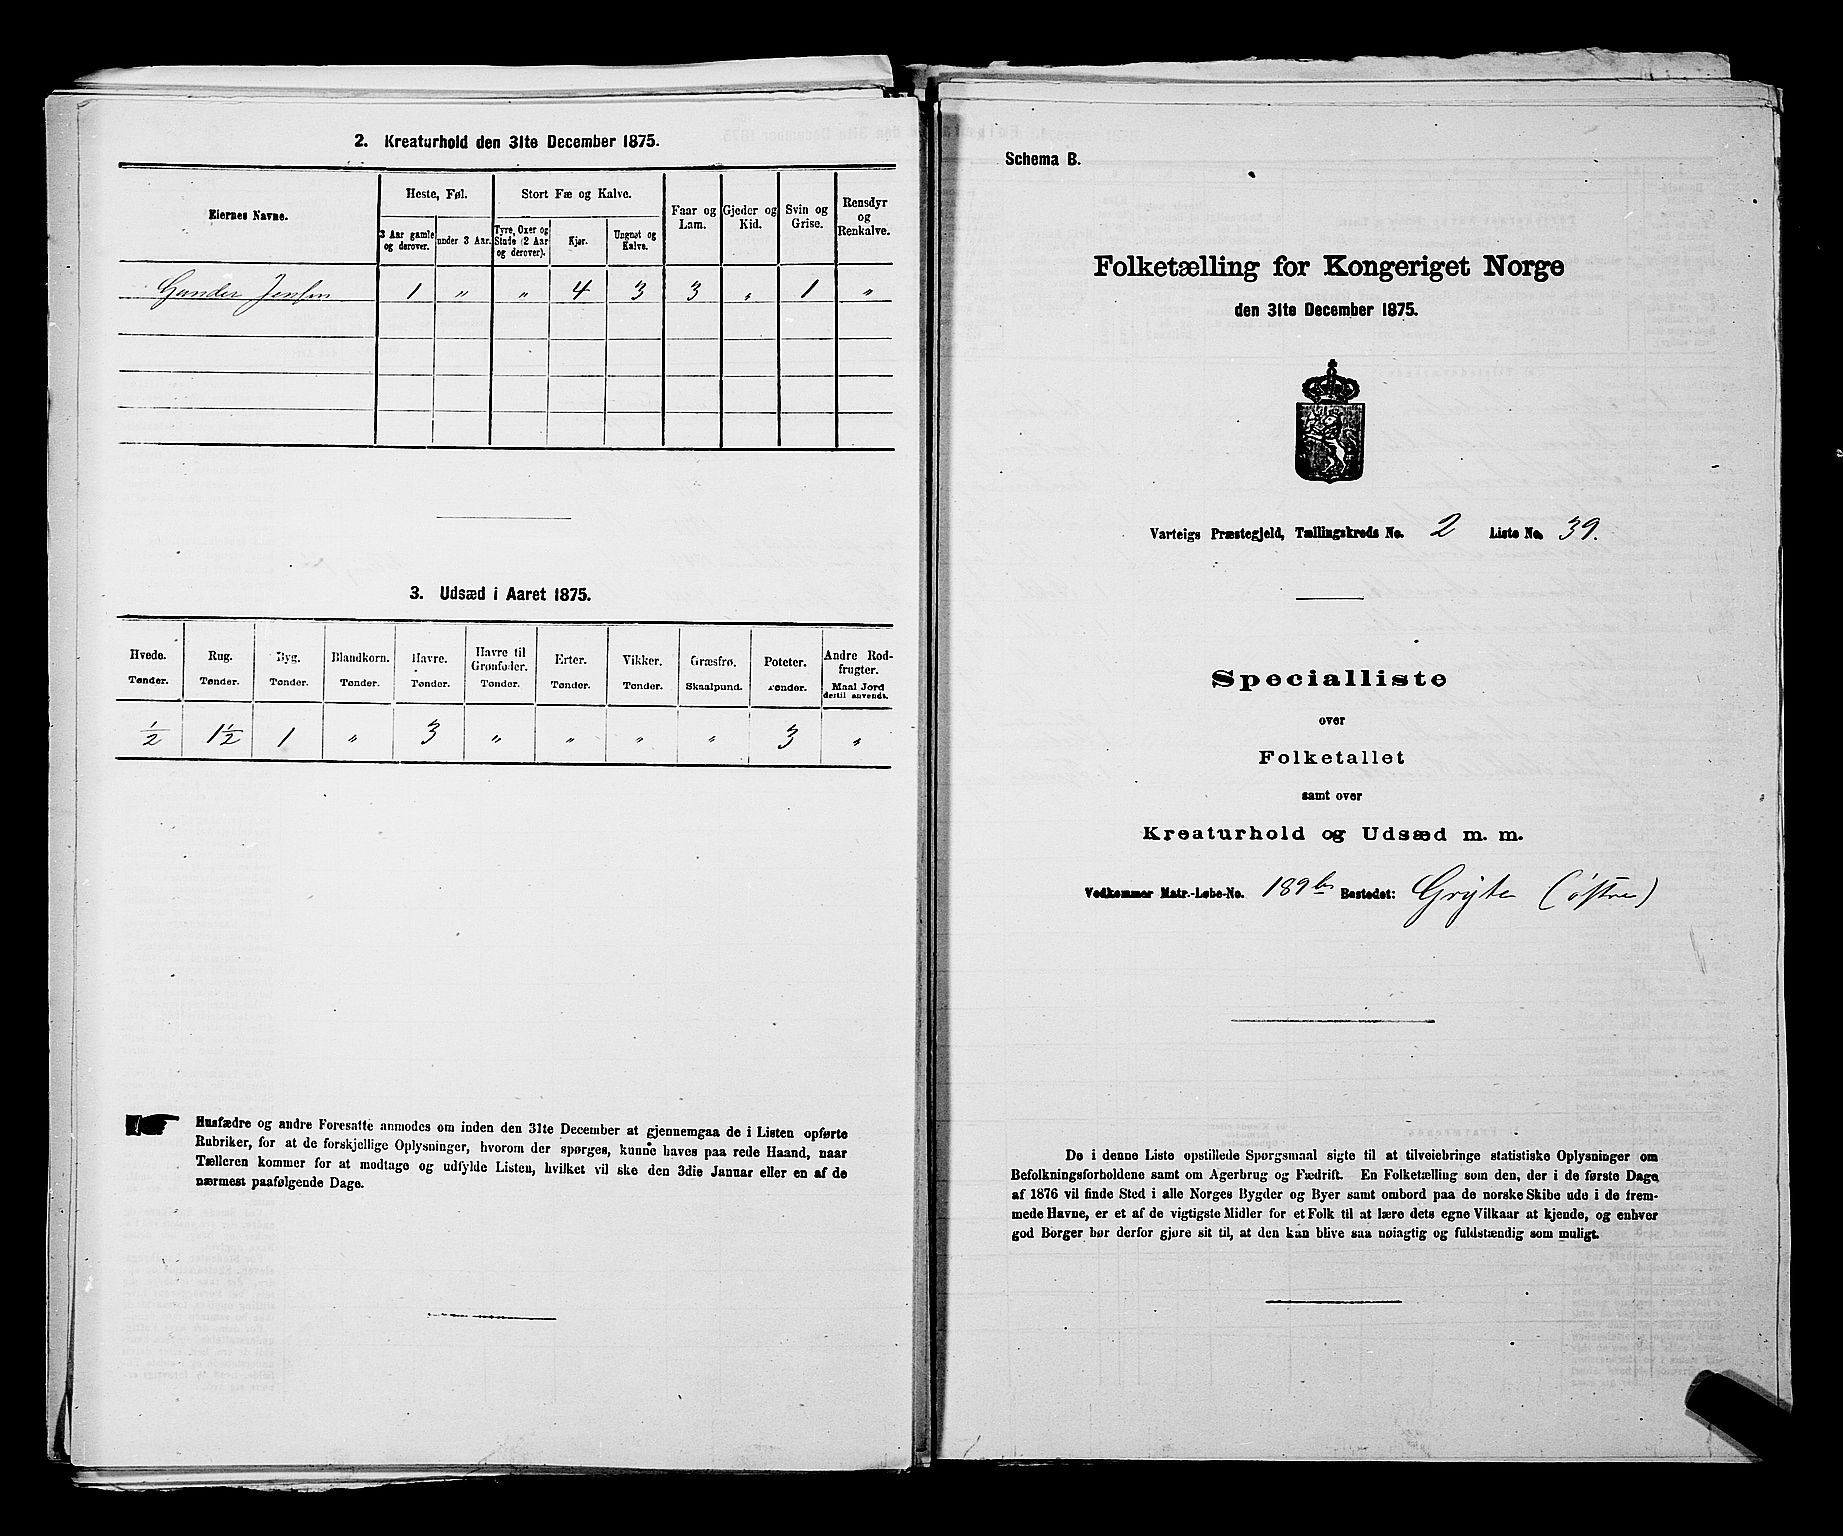 2. Kreaturhold den 31te December 1875.
Eiernes Navne.
Heste, Føl.
Stort Fæ og Kalve.
Faar og Lam.
Gjeder og Kid.
Svin og Grise.
Rensdyr og Renkalve.
3 Aar gamle og derover.
under 3 Aar.
Tyre, Oxer og Stude (2 Aar og derover).
Kjør.
Ungnøt og Kalve.
Gunder Jensen 1 " " 4 3 3 " 1 "
3. Udsæd i Aaret 1875.
Hvede. Rug. Byg. Blandkorn. Havre. Havre til Grønfoder. Erter. Vikker. Græsfrø. Poteter. Andre Rodfrugter.
Tønder. Tønder. Tønder. Tønder. Tønder. Tønder. Tønder. Tønder. Skaalpund. Tønder. Maal Jord dertil anvendt.
1/2 1 1/2 1 " 3 " " " " 3 "
Husfædre og andre Foresatte anmodes om inden den 31te December at gjennemgaa de i Listen opførte
Rubriker, for at de forskjellige Oplysninger, hvorom der spørges, kunne haves paa rede Haand, naar
Tælleren kommer for at modtage og udfylde Listen, hvilket vil ske den 3die Januar eller en af de
nærmest paafølgende Dage.
Schema B.
Folketælling for Kongeriget Norge
den 31te December 1875.
Varteigs Præstegjeld, Tællingskreds No. 2 Liste No. 39.
Specialliste
over
Folketallet
samt over
Kreaturhold og Udsæd m. m.
Vedkommer Matr.-Løbe-No. 189 Bostedet: Gryte (østre)
De i denne Liste opstillede Spørgsmaal sigte til at tilveiebringe statistiske Oplysninger om
Befolkningsforholdene samt om Agerbrug og Fædrift. En Folketælling som den, der i de første Dage
af 1876 vil finde Sted i alle Norges Bygder og Byer samt ombord paa de norske Skibe ude i de frem-
mede Havne, er et af de vigtigste Midler for et Folk til at lære dets egne Vilkaar at kjende, og enhver
god Borger bør derfor gjøre sit til, at den kan blive saa nøiagtig og fuldstændig som muligt.